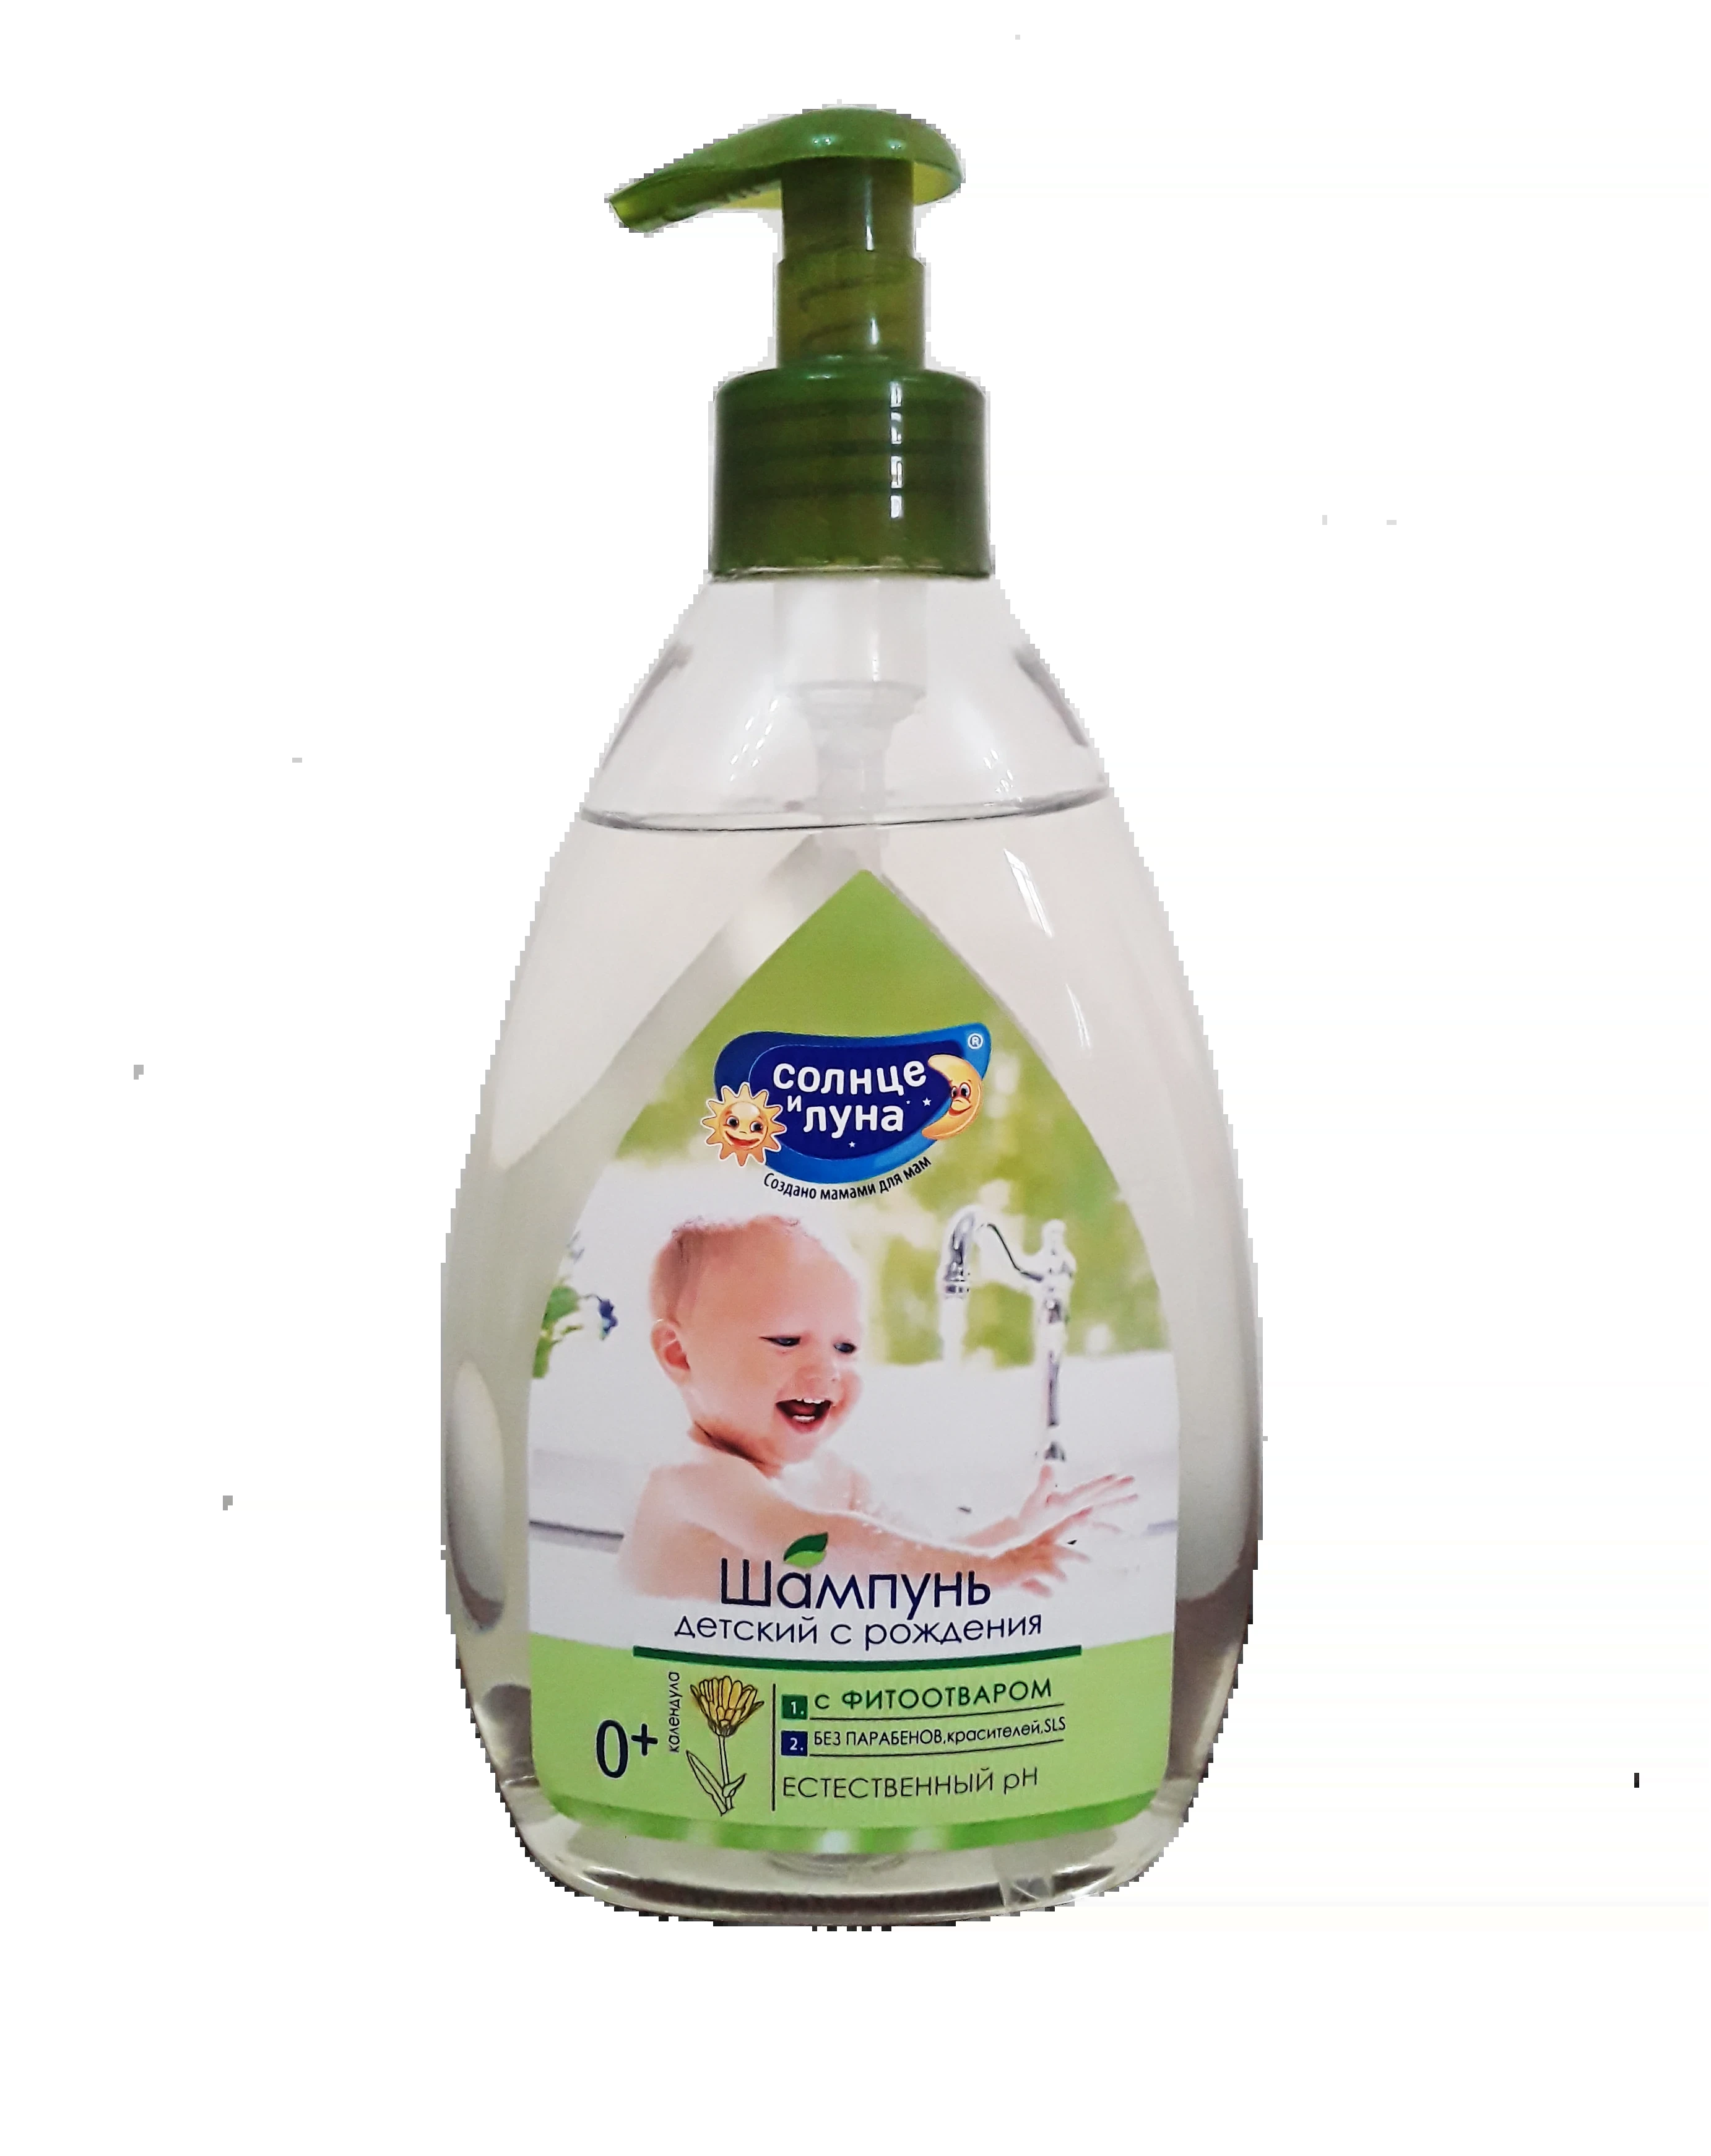 ®
солнце
и
луна
Создано мамами для мам
Шампунь
детский с рождения
0+
календула
1. С ФИТООТВАРОМ
2. БЕЗ ПАРАБЕНОВ,красителей,SLS
ЕСТЕСТВЕННЫЙ pH